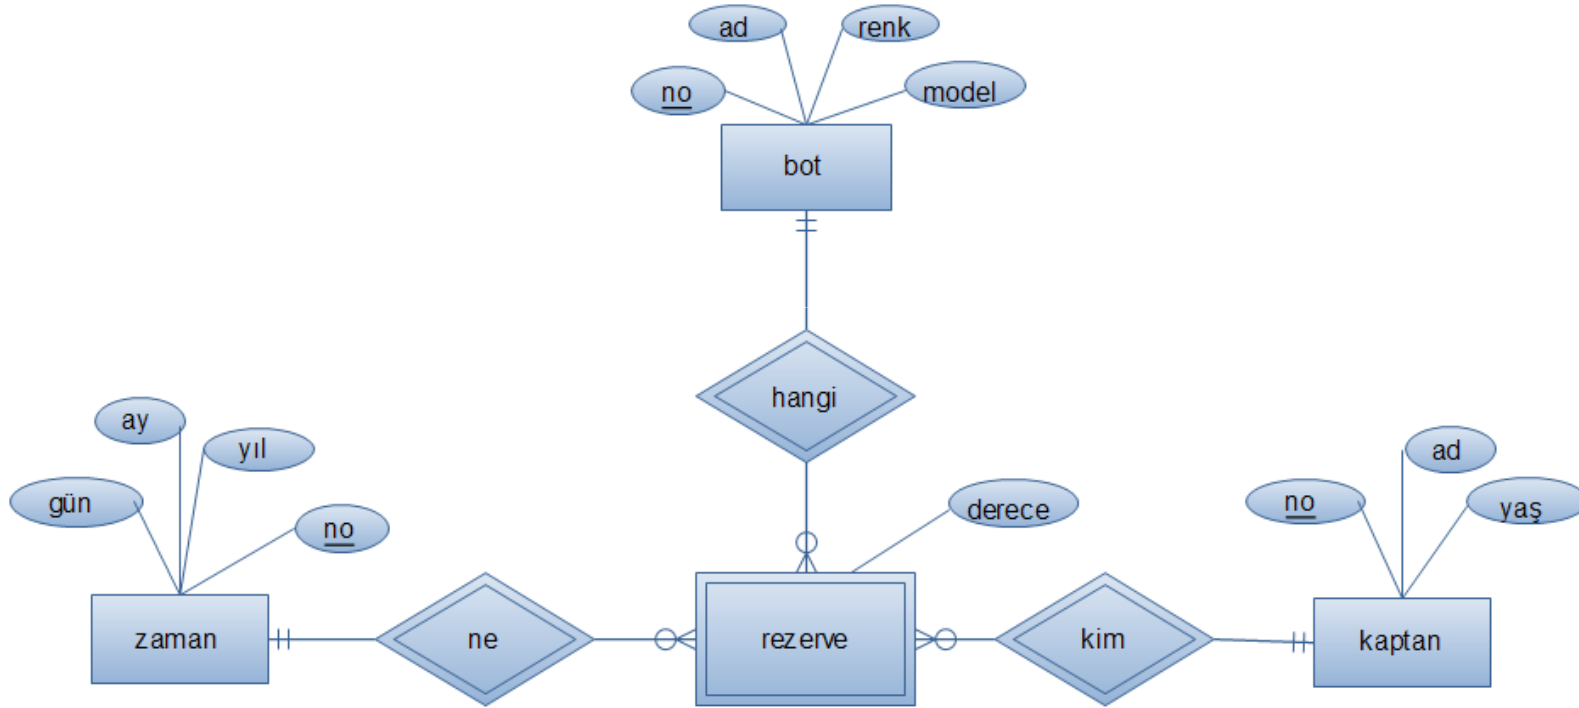 ad
renk
no
model
bot
hangi
ay
yıl
gün
no
derece
ad
no
yaş
zaman
ne
rezerve
kim
kaptan